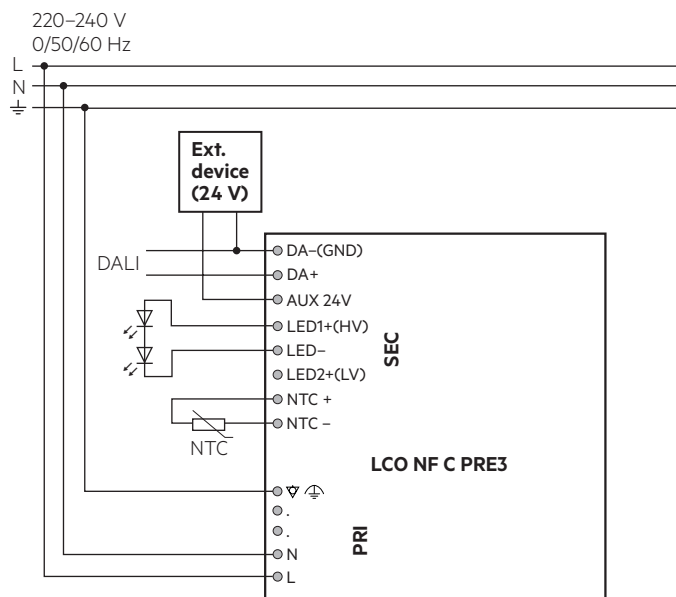 220–240 V
0/50/60 Hz
L
N
Ext.
device
(24 V)
DALI
DA–(GND)
DA+
AUX 24V
LED1+(HV)
LED–
LED2+(LV)
NTC +
NTC –
NTC
SEC
LCO NF C PRE3
.
.
PRI
N
L